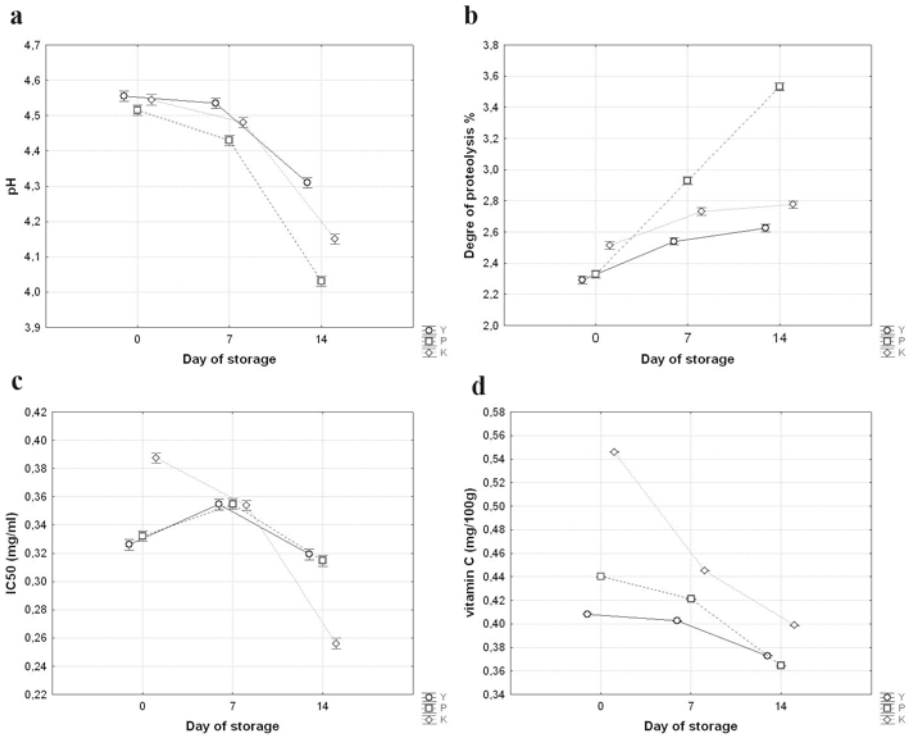 a
4,7
4,6
4,5
4,4
4,3
4,2
4,1
4,0
3,9
pH
0 7 14
Day of storage
Y
P
K
b
3,8
3,6
3,4
3,2
3,0
2,8
2,6
2,4
2,2
2,0
Degre of proteolysis %
0 7 14
Day of storage
Y
P
K
c
0,42
0,40
0,38
0,36
0,34
0,32
0,30
0,28
0,26
0,24
0,22
IC50 (mg/ml)
0 7 14
Day of storage
Y
P
K
d
0,58
0,56
0,54
0,52
0,50
0,48
0,46
0,44
0,42
0,40
0,38
0,36
0,34
vitamin C (mg/100g)
0 7 14
Day of storage
Y
P
K